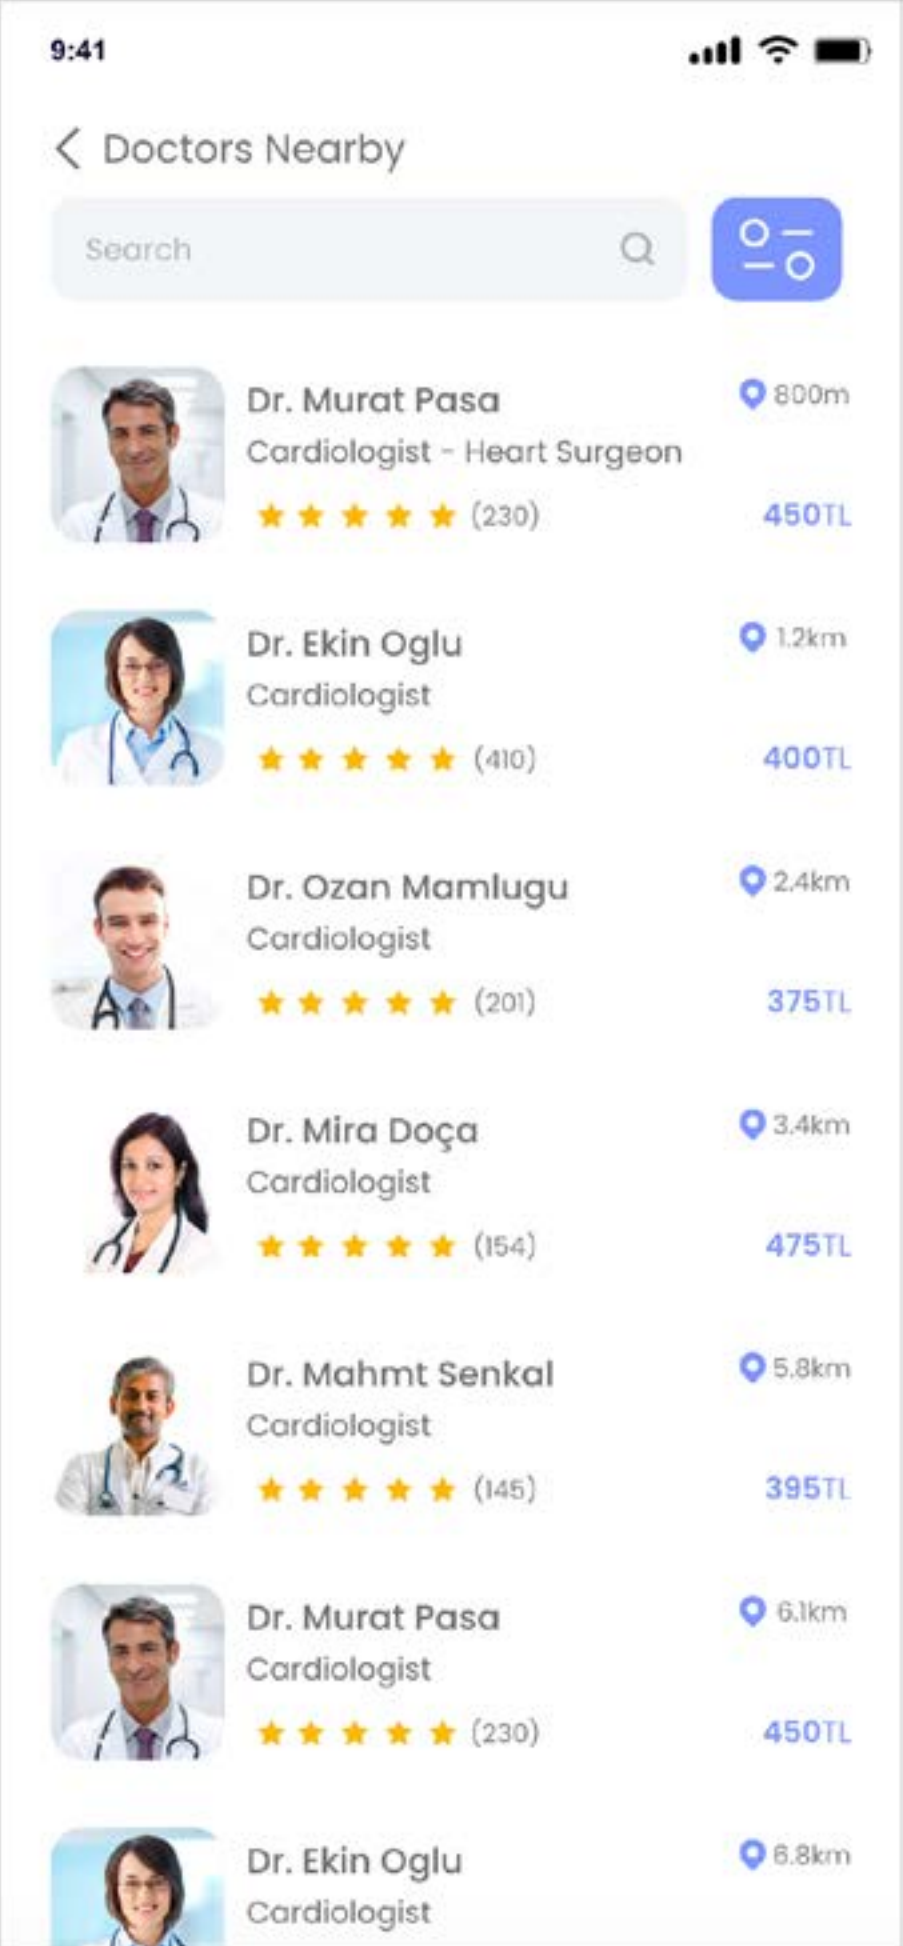 9:41
Doctors Nearby
Search
Dr. Murat Pasa
800m
Cardiologist - Heart Surgeon
(230)
450TL
Dr. Ekin Oglu
1.2km
Cardiologist
(410)
400TL
Dr. Ozan Mamlugu
2.4km
Cardiologist
(201)
375TL
Dr. Mira Doça
3.4km
Cardiologist
(154)
475TL
Dr. Mahmt Senkal
5.8km
Cardiologist
(145)
395TL
Dr. Murat Pasa
6.1km
Cardiologist
(230)
450TL
Dr. Ekin Oglu
6.8km
Cardiologist